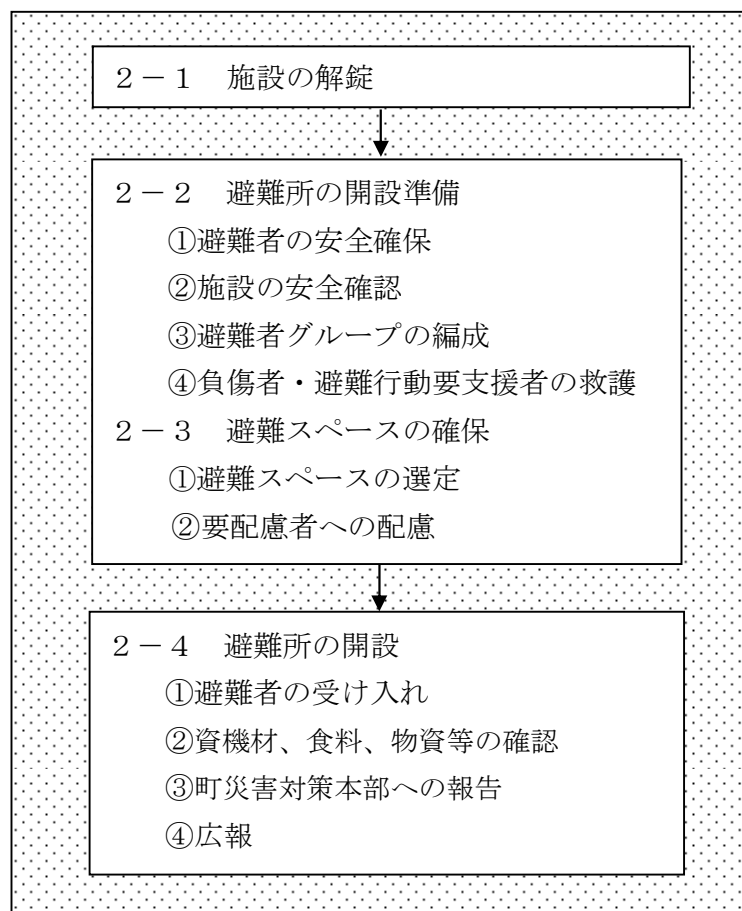 ２－１　施設の解錠
２－２　避難所の開設準備
①避難者の安全確保
②施設の安全確認
③避難者グループの編成
④負傷者・避難行動要支援者の救護
２－３　避難スペースの確保
①避難スペースの選定
②要配慮者への配慮
２－４　避難所の開設
①避難者の受け入れ
②資機材、食料、物資等の確認
③町災害対策本部への報告
④広報